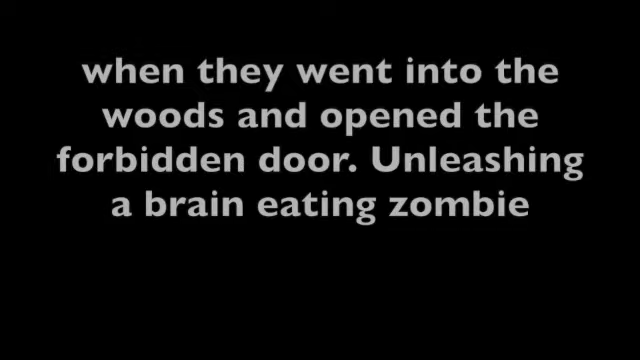 when they went into the
woods and opened the
forbidden door. Unleashing
a brain eating zombie